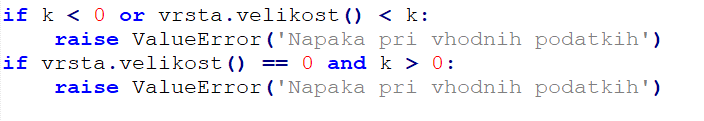 if k < 0 or vrsta.velikost() < k:
    raise ValueError('Napaka pri vhodnih podatkih')
if vrsta.velikost() == 0 and k > 0:
    raise ValueError('Napaka pri vhodnih podatkih')